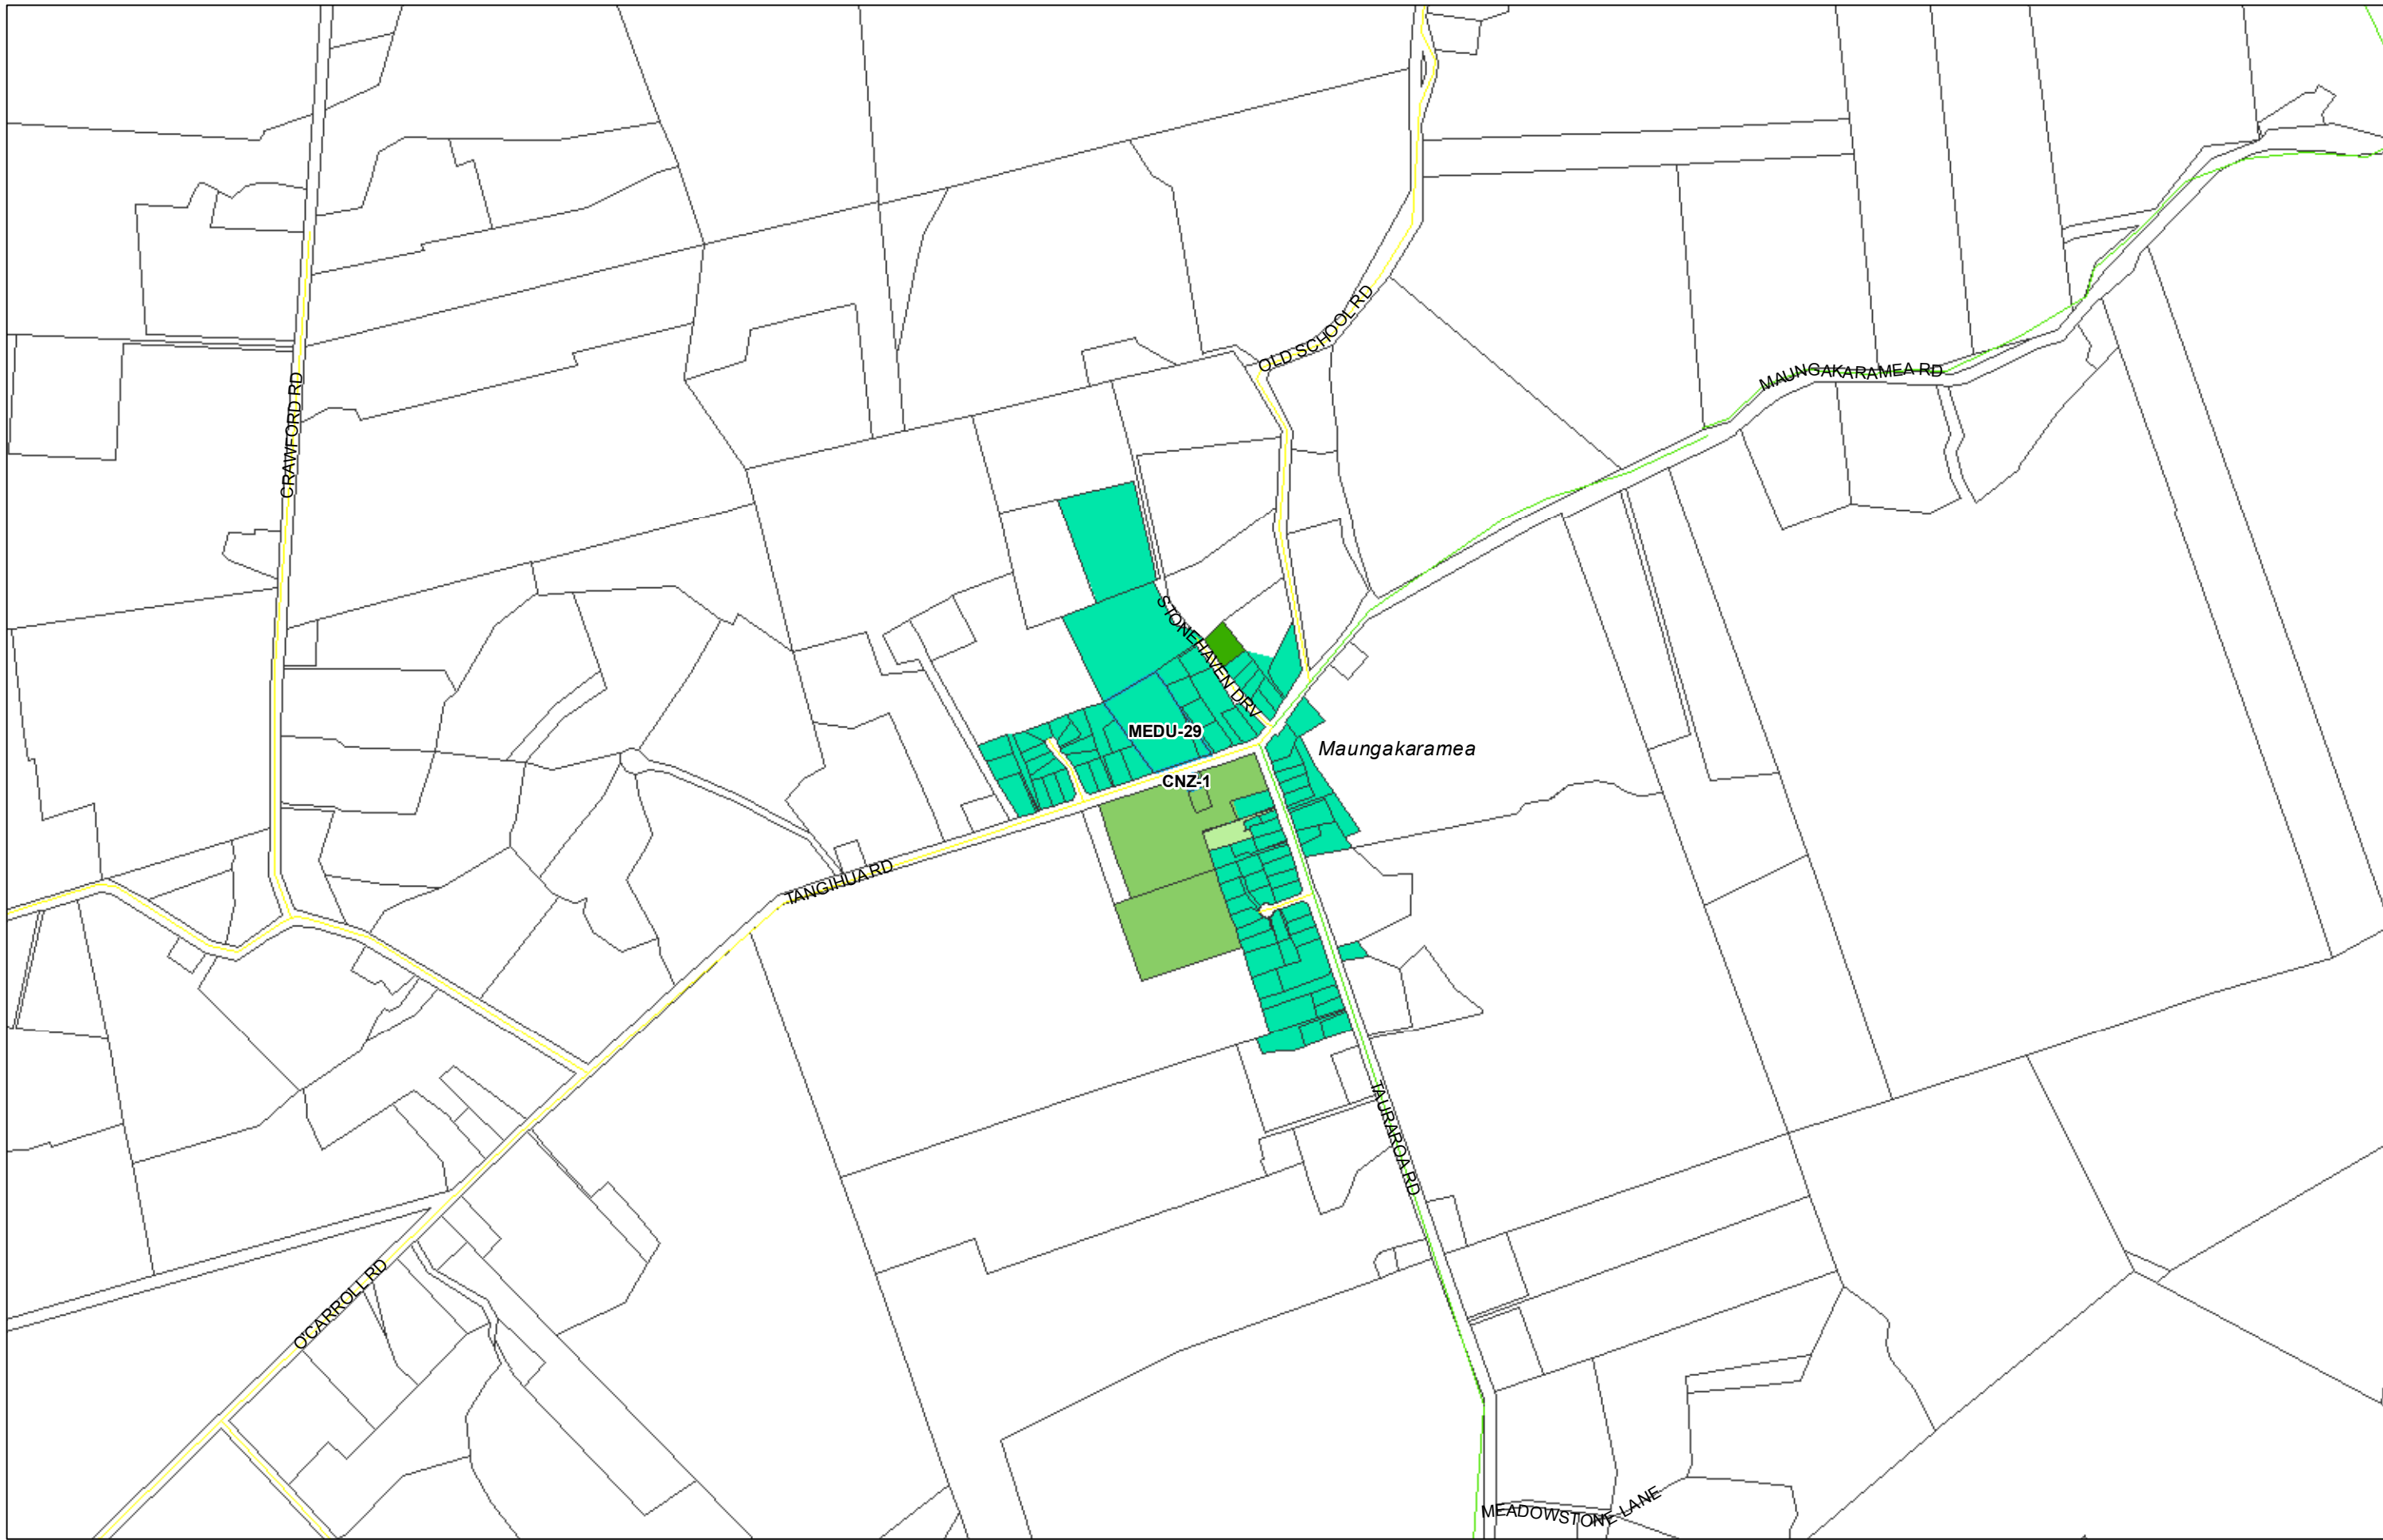 OLD SCHOOL RD
MAUNGAKARAMEA RD
CRAWFORD RD
STONEHAVEN DRV
MEDU-29
Maungakaramea
CNZ-1
TANGIHUA RD
TAURAROA RD
O'CARROLL RD
MEADOWSTONE LANE